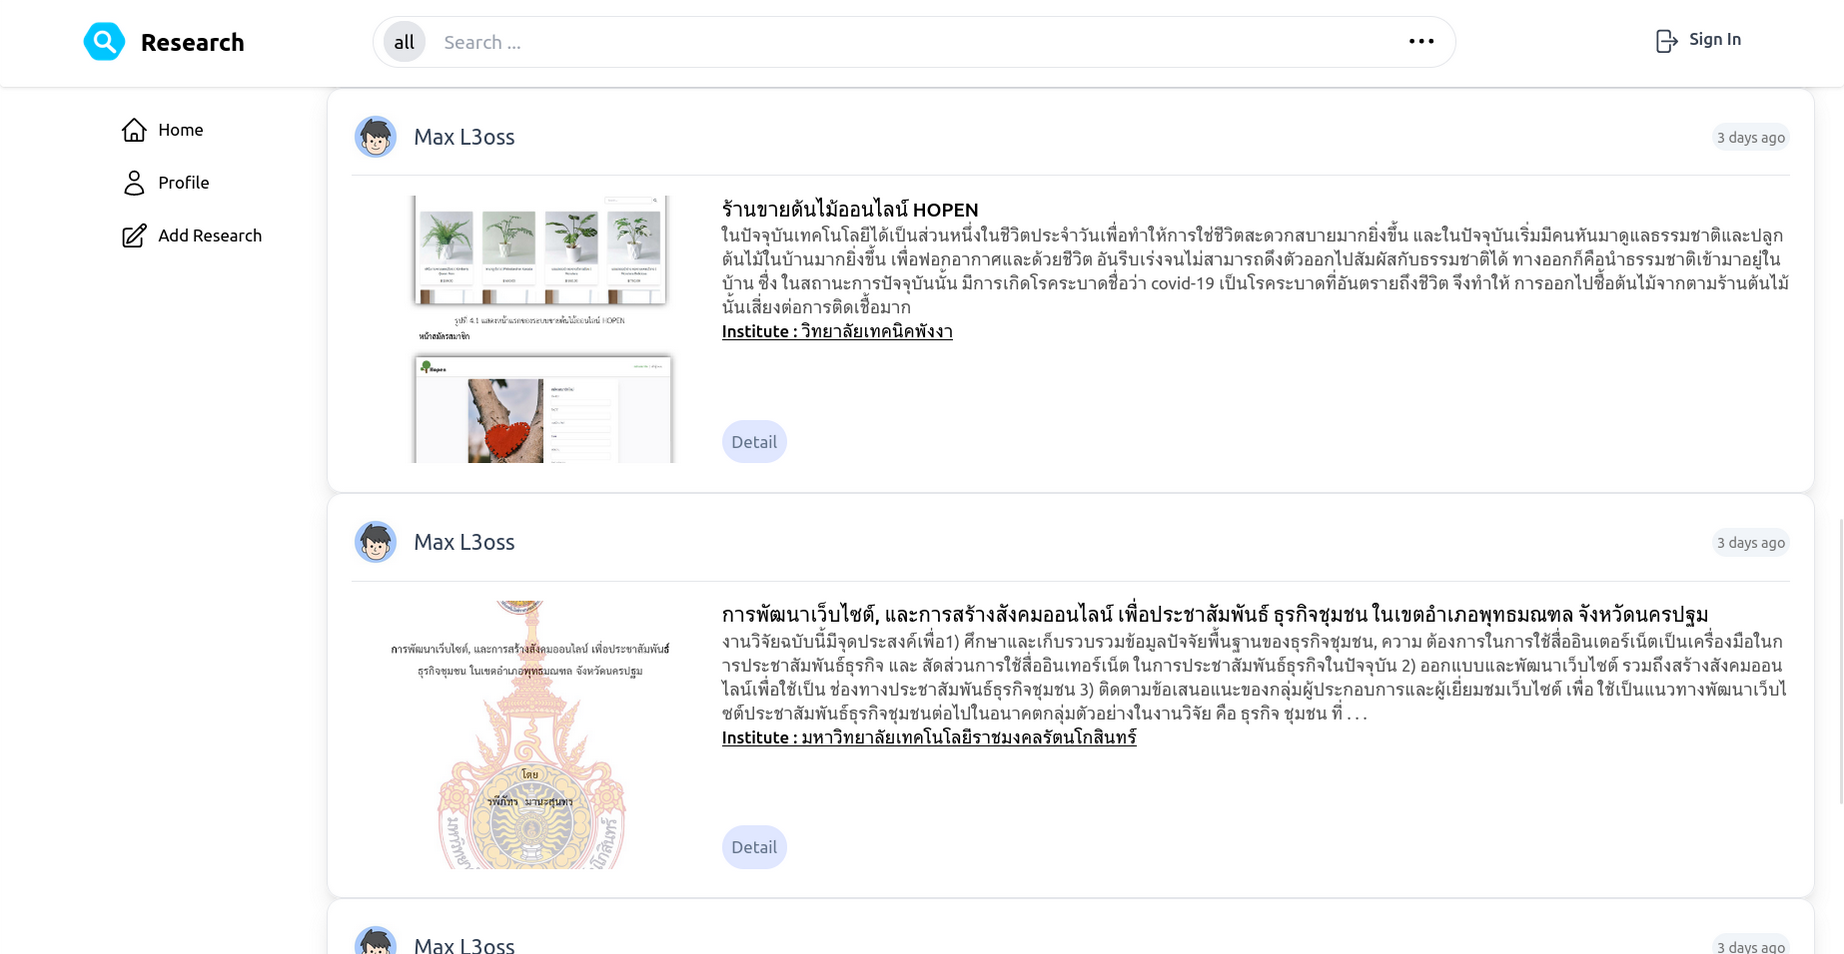 Research
all
Search ...
Sign In
Home
Profile
Add Research
Max L3oss
3 days ago
รูปที่ 4.1 แสดงหน้าแรกของระบบขายต้นไม้ออนไลน์ HOPEN
หน้าสมัครสมาชิก
Hopen
ร้านขายต้นไม้ออนไลน์ HOPEN
ในปัจจุบันเทคโนโลยีได้เป็นส่วนหนึ่งในชีวิตประจำวันเพื่อทำให้การใช่ชีวิตสะดวกสบายมากยิ่งขึ้น และในปัจจุบันเริ่มมีคนหันมาดูแลธรรมชาติและปลูก
ต้นไม้ในบ้านมากยิ่งขึ้น เพื่อฟอกอากาศและด้วยชีวิต อันรีบเร่งจนไม่สามารถดึงตัวออกไปสัมผัสกับธรรมชาติได้ ทางออกก็คือนำธรรมชาติเข้ามาอยู่ใน
บ้าน ซึ่ง ในสถานะการปัจจุบันนั้น มีการเกิดโรคระบาดชื่อว่า covid-19 เป็นโรคระบาดที่อันตรายถึงชีวิต จึงทำให้ การออกไปซื้อต้นไม้จากตามร้านต้นไม้
นั้นเสี่ยงต่อการติดเชื้อมาก
Institute : วิทยาลัยเทคนิคพังงา
Detail
Max L3oss
3 days ago
การพัฒนาเว็บไซต์, และการสร้างสังคมออนไลน์ เพื่อประชาสัมพันธ์
ธุรกิจชุมชน ในเขตอำเภอพุทธมณฑล จังหวัดนครปฐม
โดย
รพีภัทร มานะสุนทร
การพัฒนาเว็บไซต์, และการสร้างสังคมออนไลน์ เพื่อประชาสัมพันธ์ ธุรกิจชุมชน ในเขตอำเภอพุทธมณฑล จังหวัดนครปฐม
งานวิจัยฉบับนี้มีจุดประสงค์เพื่อ1) ศึกษาและเก็บรวบรวมข้อมูลปัจจัยพื้นฐานของธุรกิจชุมชน, ความ ต้องการในการใช้สื่ออินเตอร์เน็ตเป็นเครื่องมือในก
ารประชาสัมพันธ์ธุรกิจ และ สัดส่วนการใช้สื่ออินเทอร์เน็ต ในการประชาสัมพันธ์ธุรกิจในปัจจุบัน 2) ออกแบบและพัฒนาเว็บไซต์ รวมถึงสร้างสังคมออน
ไลน์เพื่อใช้เป็น ช่องทางประชาสัมพันธ์ธุรกิจชุมชน 3) ติดตามข้อเสนอแนะของกลุ่มผู้ประกอบการและผู้เยี่ยมชมเว็บไซต์ เพื่อ ใช้เป็นแนวทางพัฒนาเว็บไ
ซต์ประชาสัมพันธ์ธุรกิจชุมชนต่อไปในอนาคตกลุ่มตัวอย่างในงานวิจัย คือ ธุรกิจ ชุมชน ที่ . . .
Institute : มหาวิทยาลัยเทคโนโลยีราชมงคลรัตนโกสินทร์
Detail
Max L3oss
3 days ago